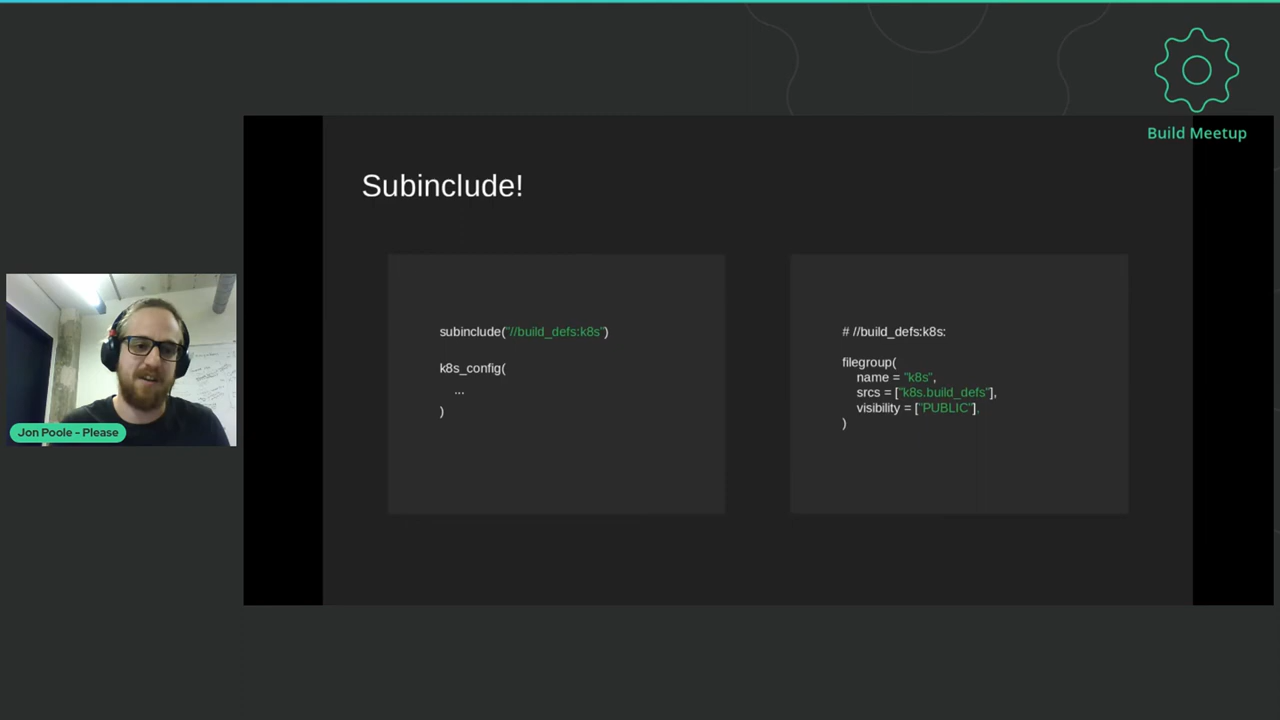 Build Meetup
Subinclude!
subinclude("//build_defs:k8s")
k8s_config(
...
)
# //build_defs:k8s:
filegroup(
name = "k8s",
srcs = ["k8s.build_defs"],
visibility = ["PUBLIC"],
)
Jon Poole - Please